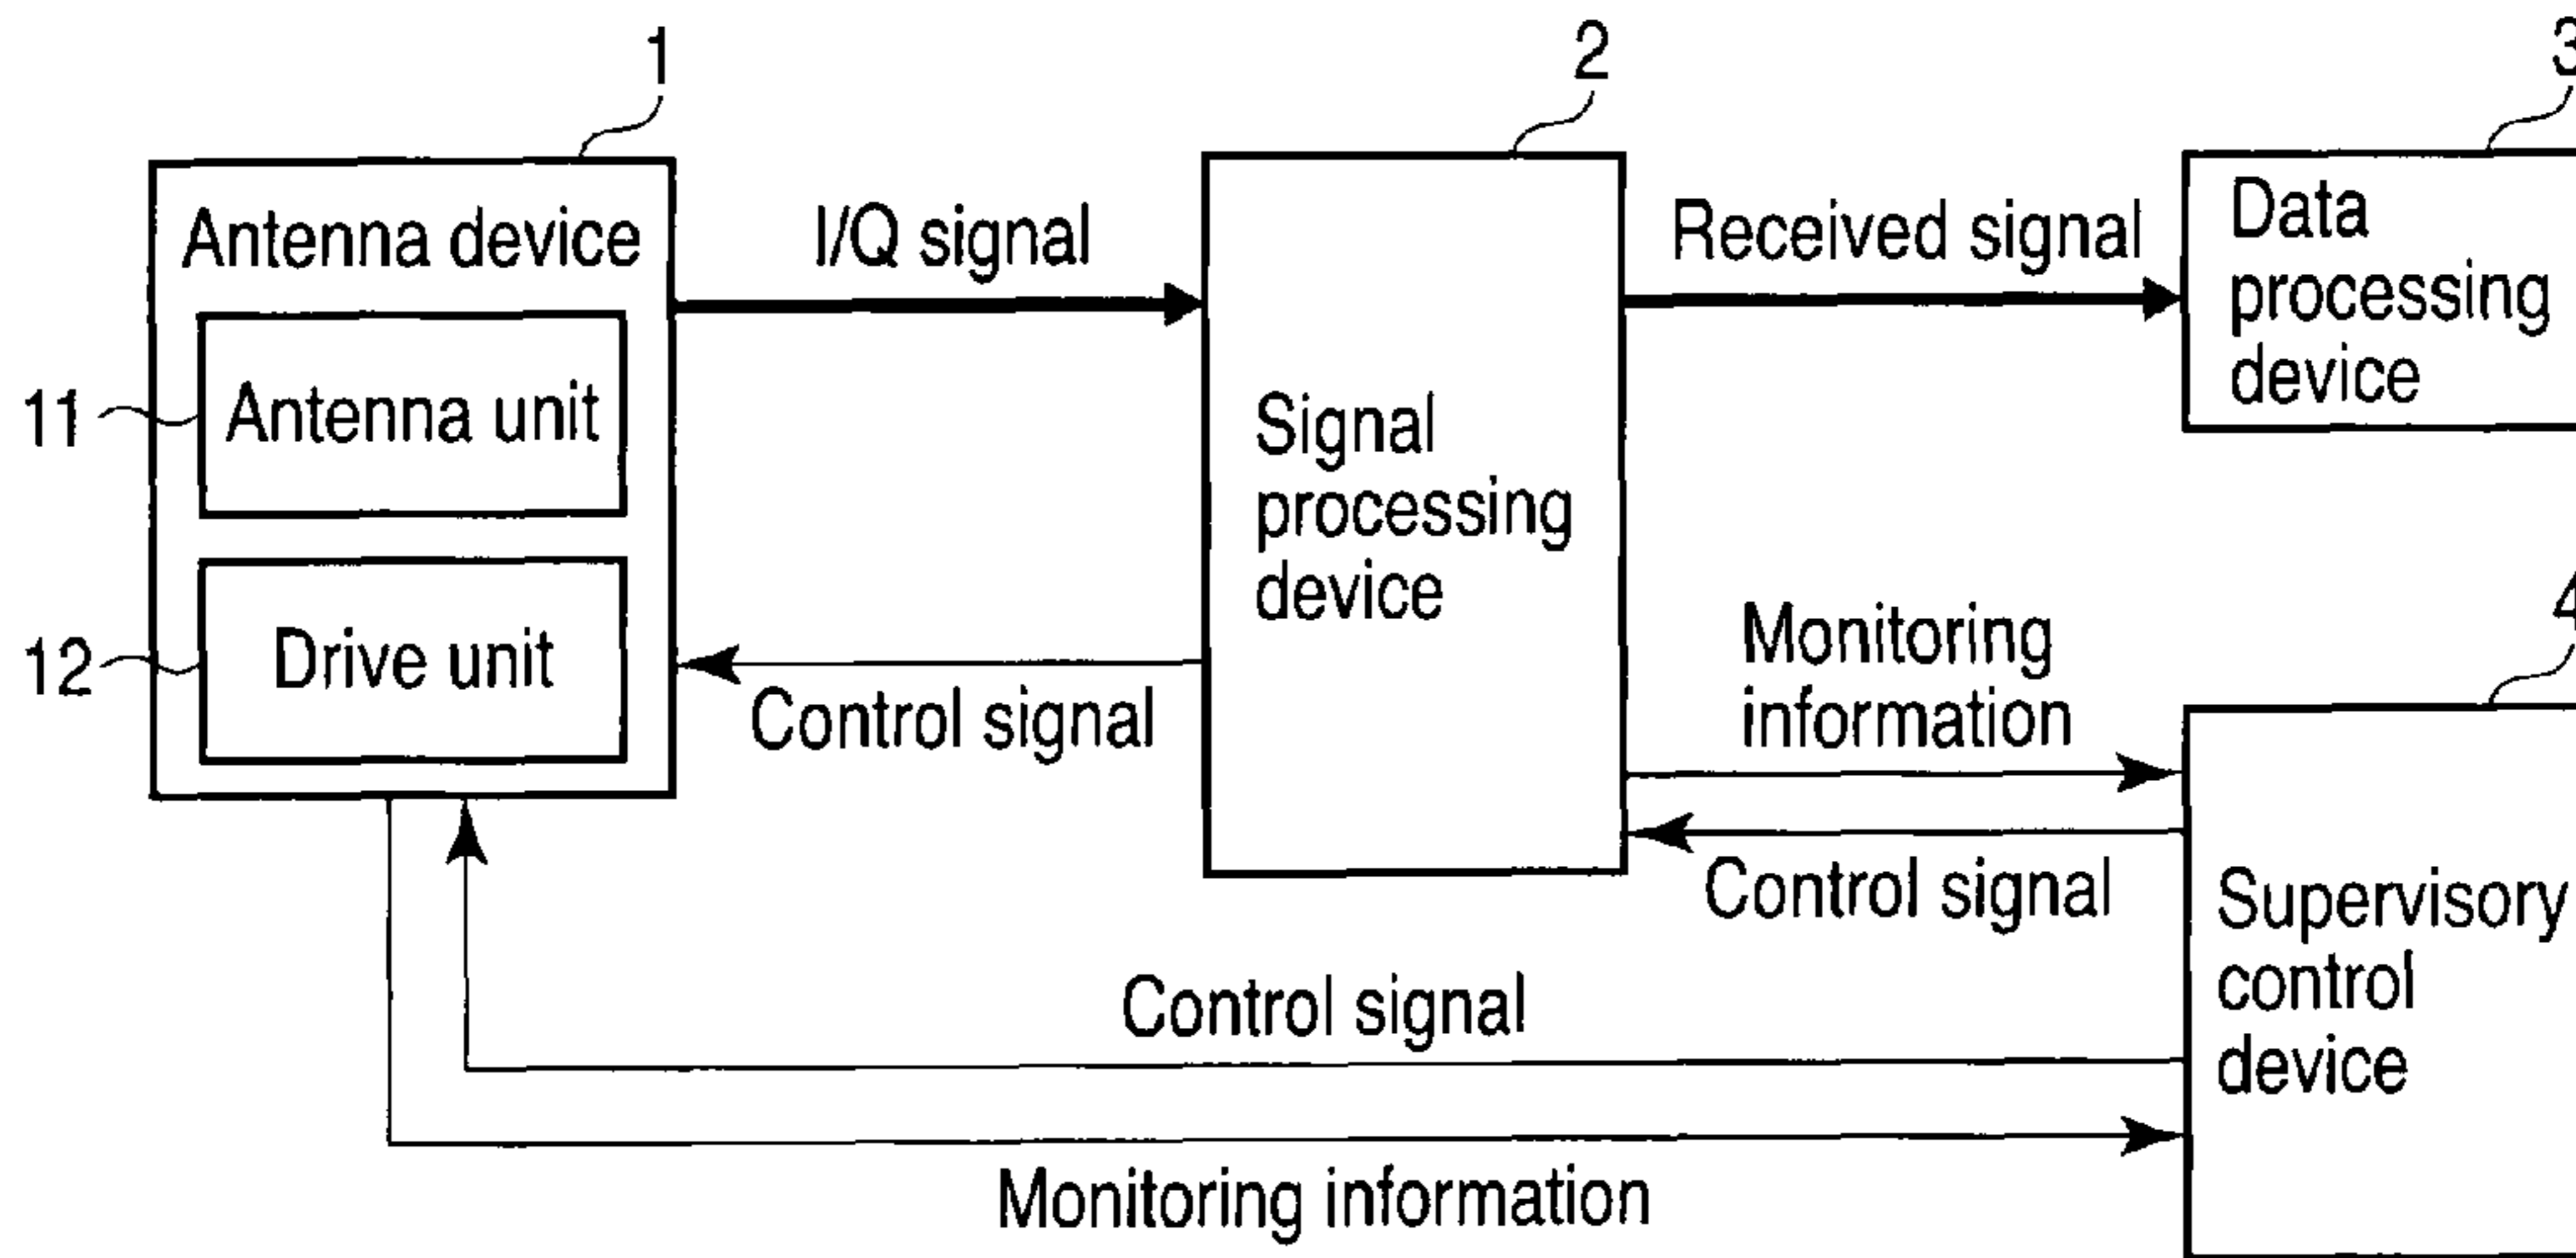 1
2
3
Antenna device
I/Q signal
Received signal
Data
processing
device
11
Antenna unit
Signal
processing
device
12
Drive unit
Control signal
Monitoring
information
4
Control signal
Supervisory
control
device
Control signal
Monitoring information